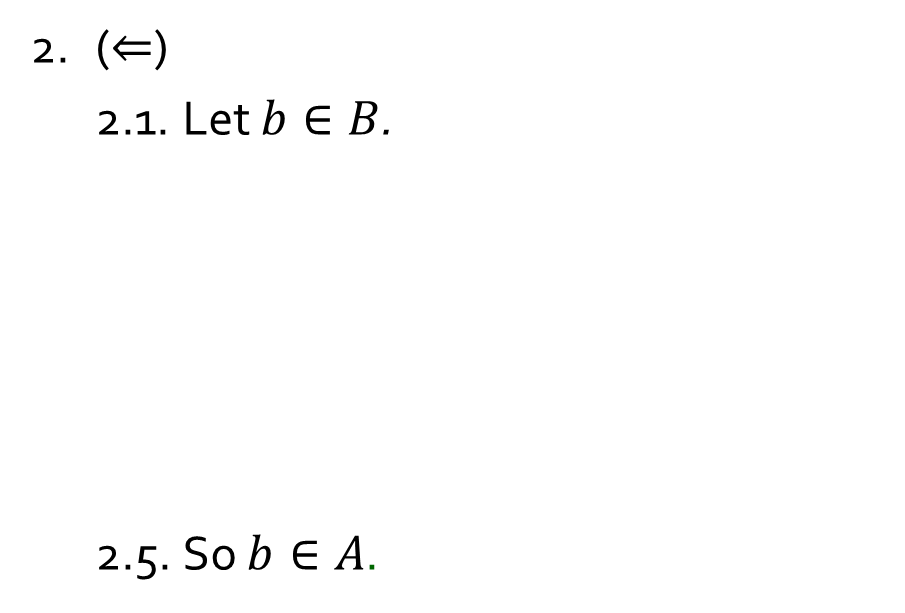 2. (⇐)
2.1. Let b ∈ B.
2.5. So b ∈ A.